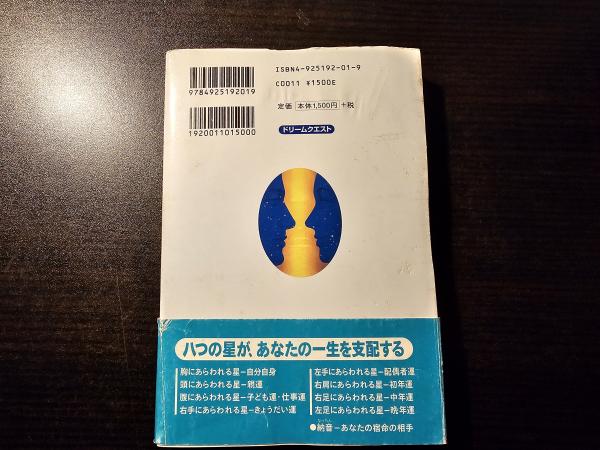 ISBN4-925192-01-9
C0011 ¥1500E
9784925192019
定価 本体1,500円 +税
1920011015000
ドリームクエスト
八つの星が、あなたの一生を支配する
胸にあらわれる星−自分自身
頭にあらわれる星−親運
腹にあらわれる星−子ども運・仕事運
右手にあらわれる星−きょうだい運
左手にあらわれる星−配偶者運
右肩にあらわれる星−初年運
右足にあらわれる星−中年運
左足にあらわれる星−晩年運
●納音−あなたの宿命の相手